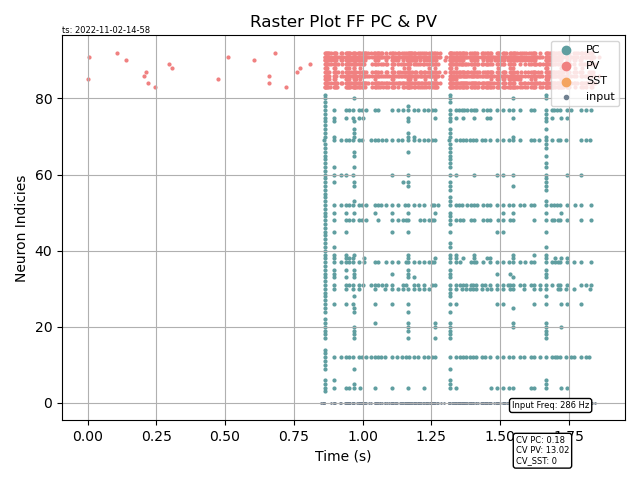 Raster Plot FF PC & PV
ts: 2022-11-02-14-58
PC
PV
SST
input
80
60
40
20
0
Neuron Indicies
Input Freq: 286 Hz
0.00 0.25 0.50 0.75 1.00 1.25 1.50 1.75
Time (s)
CV PC: 0.18
CV PV: 13.02
CV_SST: 0